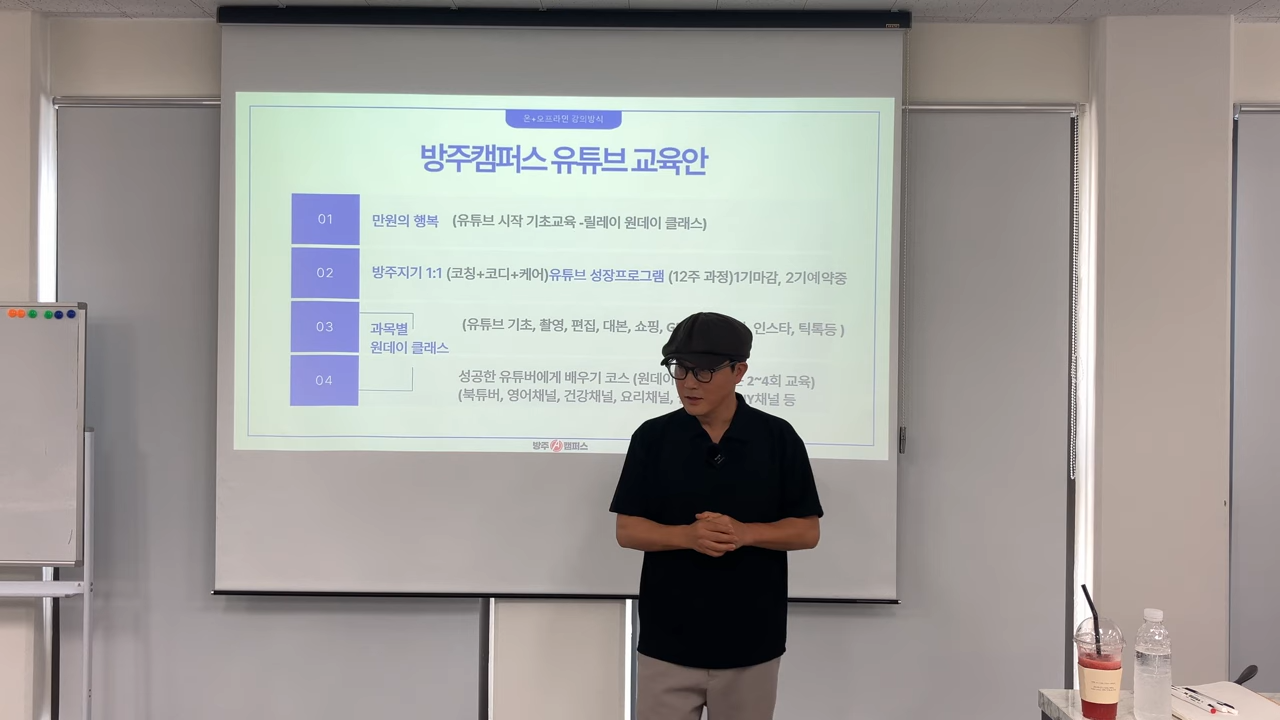 온+오프라인 강의방식
방주캠퍼스 유튜브 교육안
01
만원의 행복 (유튜브 시작 기초교육 -릴레이 원데이 클래스)
02
방주지기 1:1 (코칭+코디+케어)유튜브 성장프로그램 (12주 과정)1기마감, 2기예약중
03
과목별
원데이 클래스
(유튜브 기초, 촬영, 편집, 대본, 쇼핑, 인스타, 틱톡등 )
04
성공한 유튜버에게 배우기 코스 (원데이 2~4회 교육)
(북튜버, 영어채널, 건강채널, 요리채널, 등
방주 캠퍼스